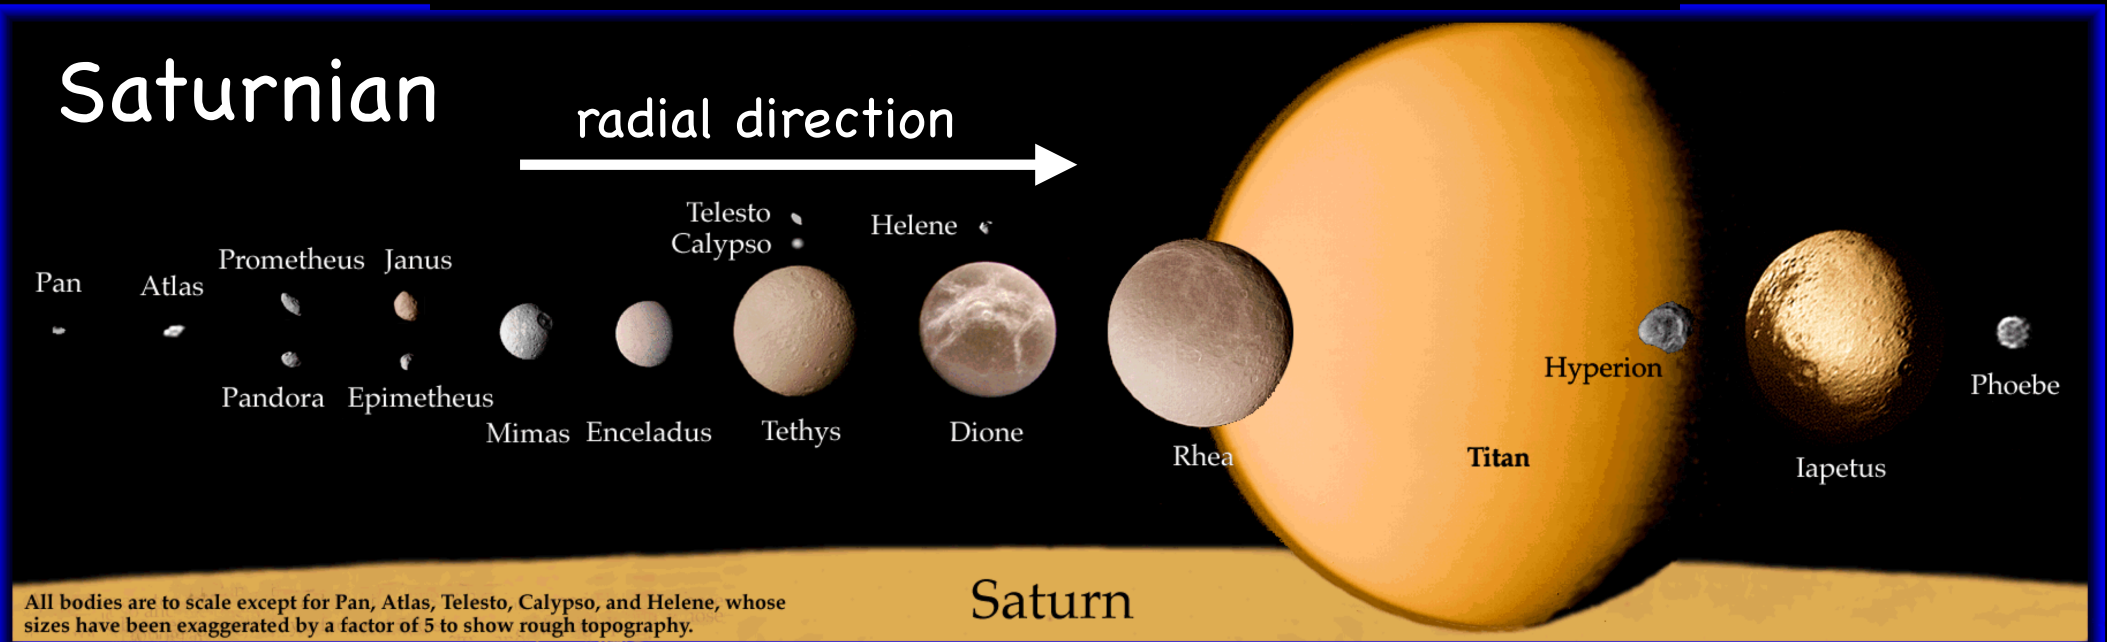 Saturnian
radial direction
Telesto
Calypso
Helene
Prometheus
Janus
Pan
Atlas
Pandora
Epimetheus
Mimas
Enceladus
Tethys
Dione
Rhea
Hyperion
Titan
Iapetus
Phoebe
Saturn
All bodies are to scale except for Pan, Atlas, Telesto, Calypso, and Helene, whose
sizes have been exaggerated by a factor of 5 to show rough topography.